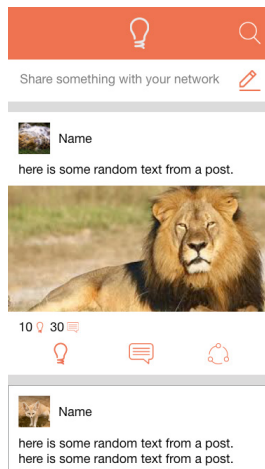 Share something with your network
Name
here is some random text from a post.
10 30
Name
here is some random text from a post.
here is some random text from a post.